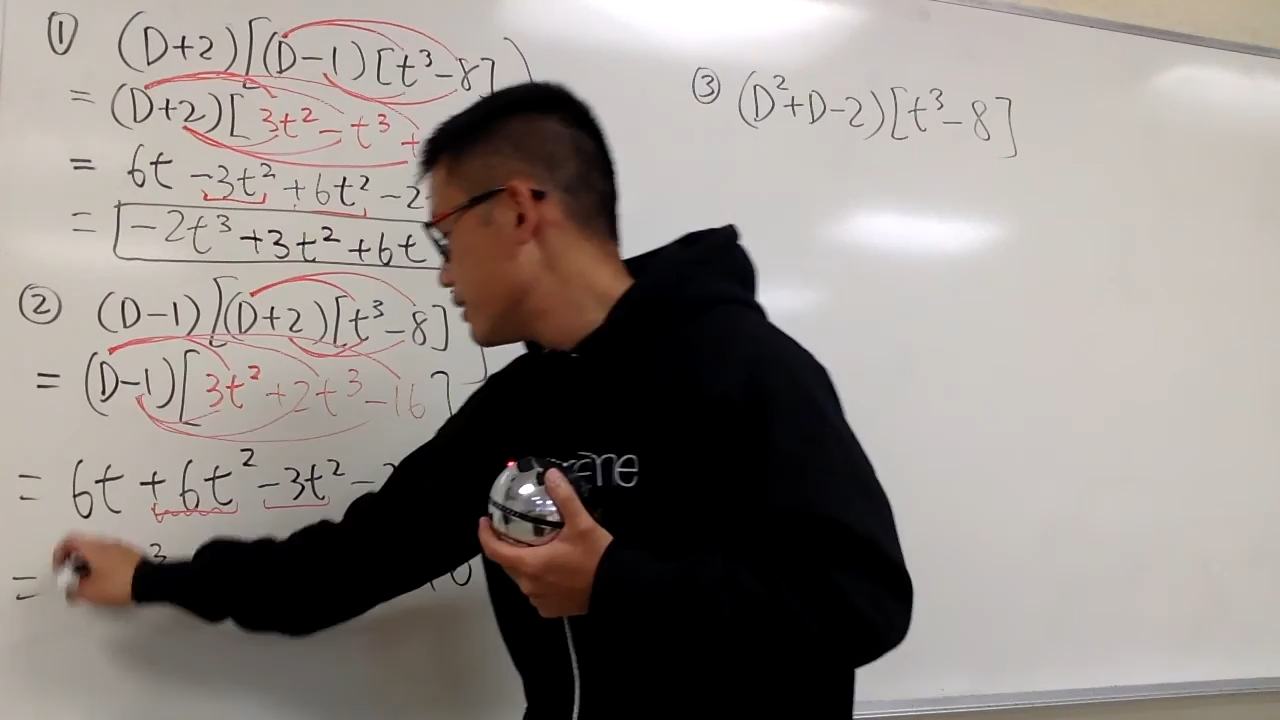 ① (D+2)[(D-1)[t³-8]]
= (D+2)[3t²-t³+
= 6t -3t² +6t² -2
= -2t³+3t²+6t
② (D-1)[(D+2)[t³-8]]
= (D-1)[3t²+2t³-16]
= 6t +6t² -3t² -
=
③ (D²+D-2)[t³-8]